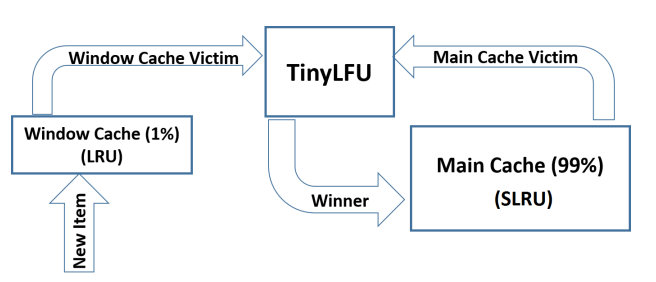 TinyLFU
Window Cache Victim
Main Cache Victim
Window Cache (1%)
(LRU)
Main Cache (99%)
(SLRU)
Winner
New Item